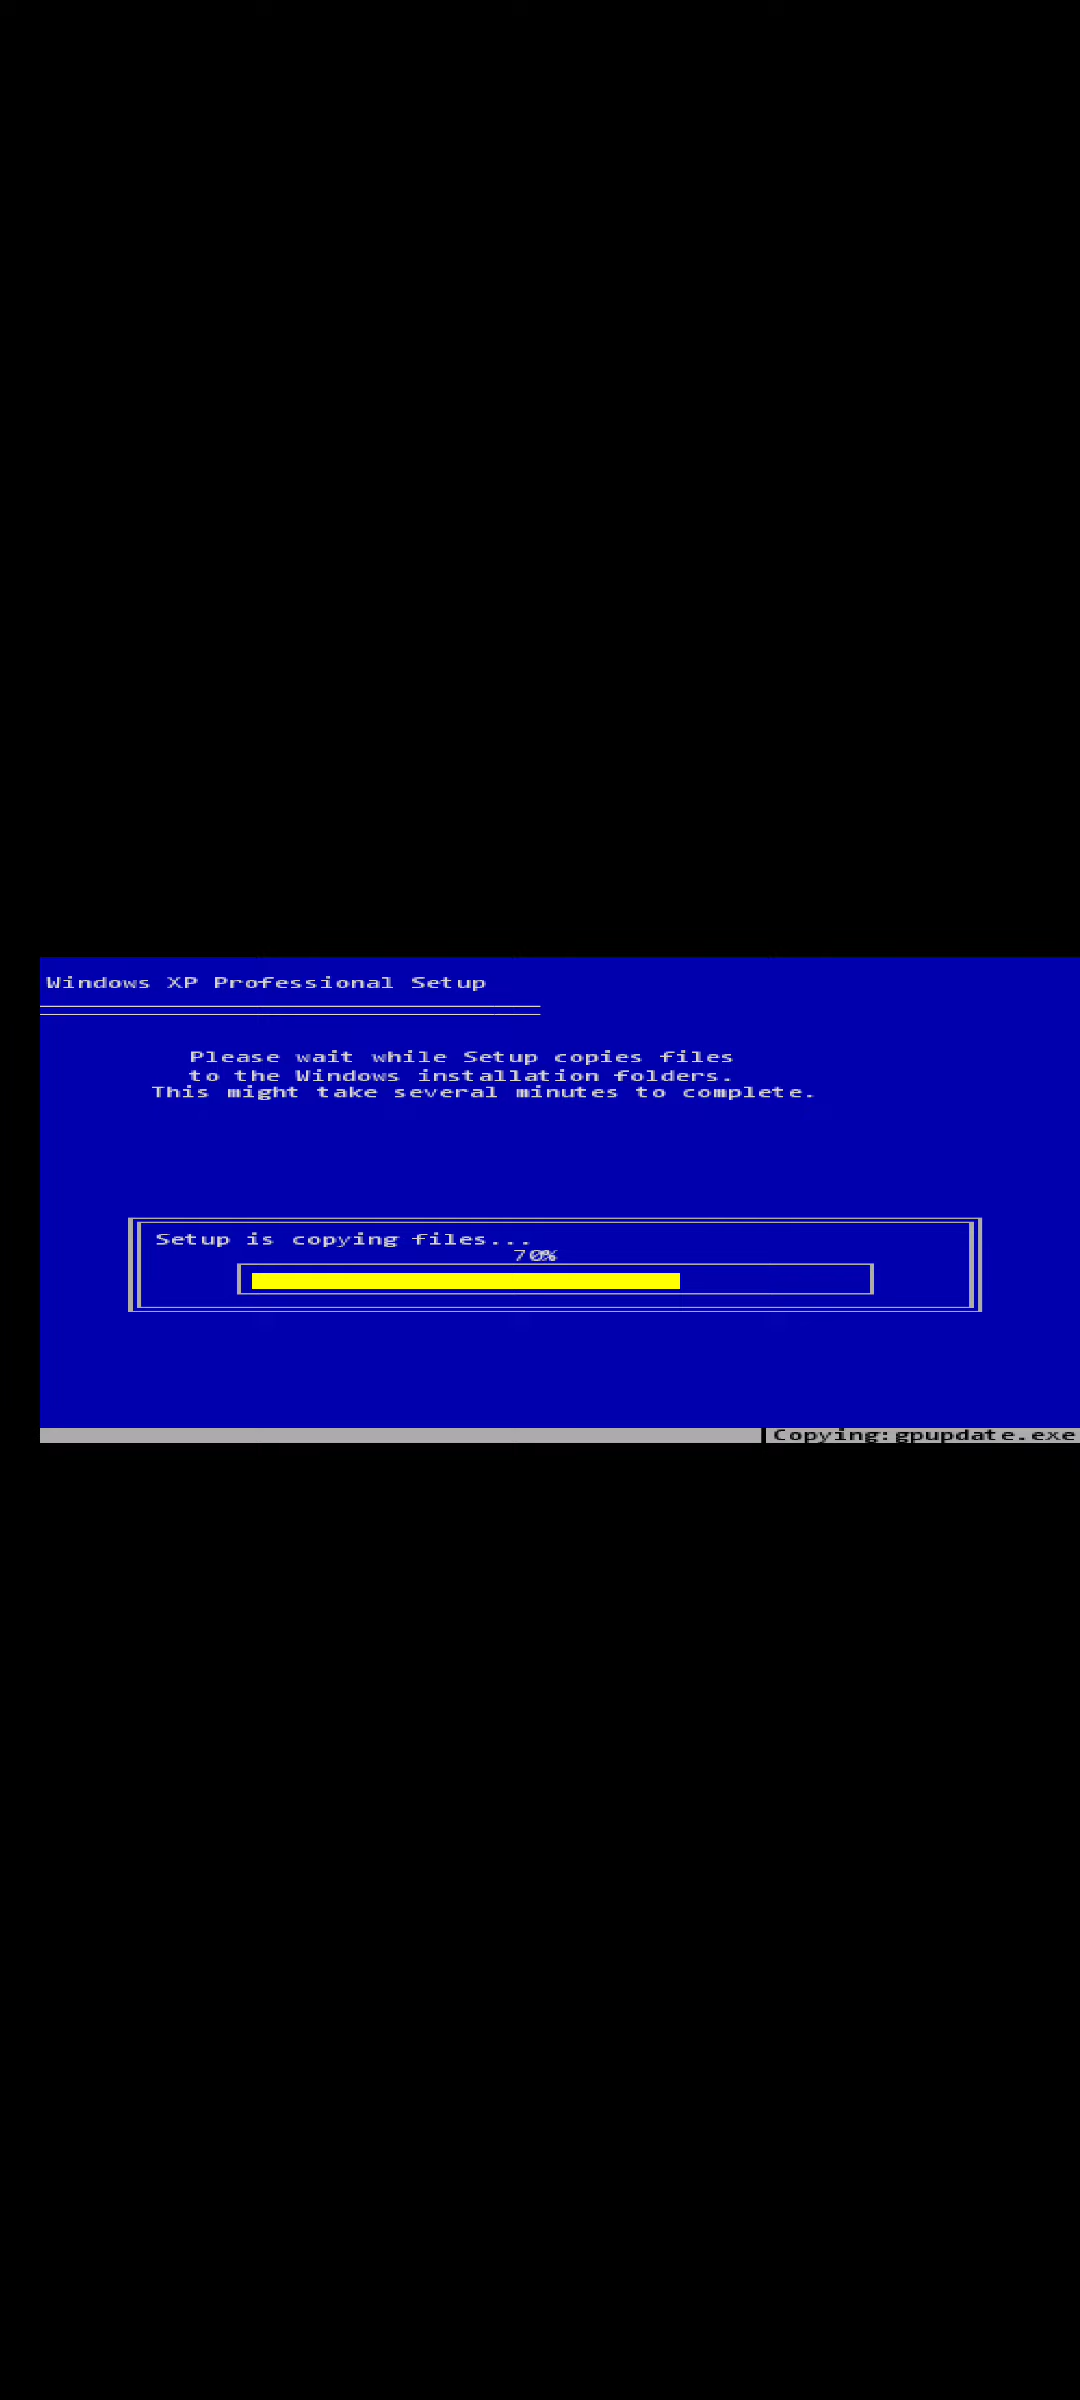 Windows XP Professional Setup
Please wait while Setup copies files
to the Windows installation folders.
This might take several minutes to complete.
Setup is copying files...
70%
Copying:gpupdate.exe